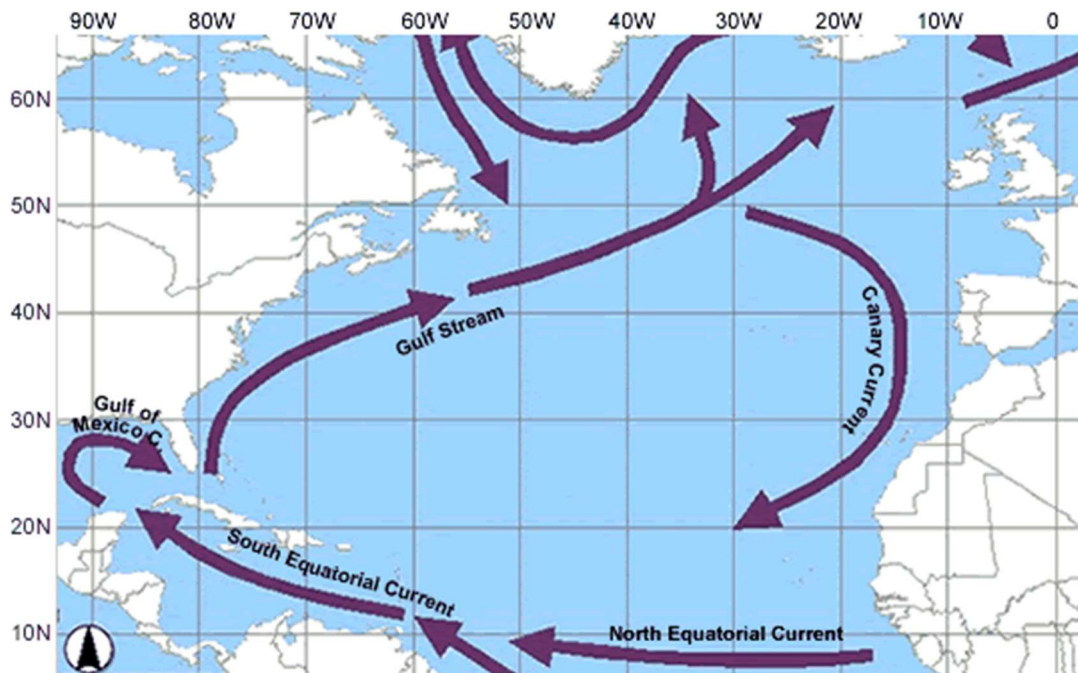 90W 80W 70W 60W 50W 40W 30W 20W 10W 0
60N
50N
40N
30N
20N
10N
Gulf Stream
Canary Current
Gulf of
Mexico C.
South Equatorial Current
North Equatorial Current